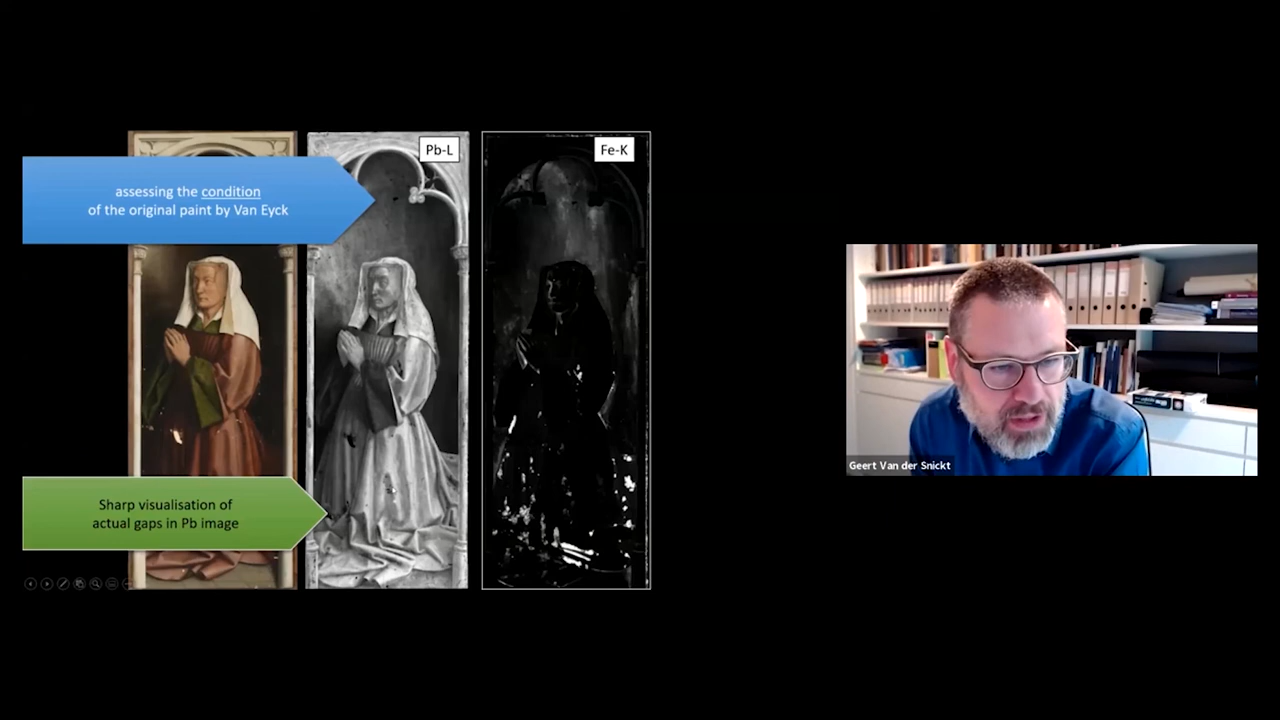 assessing the condition
of the original paint by Van Eyck
Pb-L
Fe-K
Sharp visualisation of
actual gaps in Pb image
Geert Van der Snickt